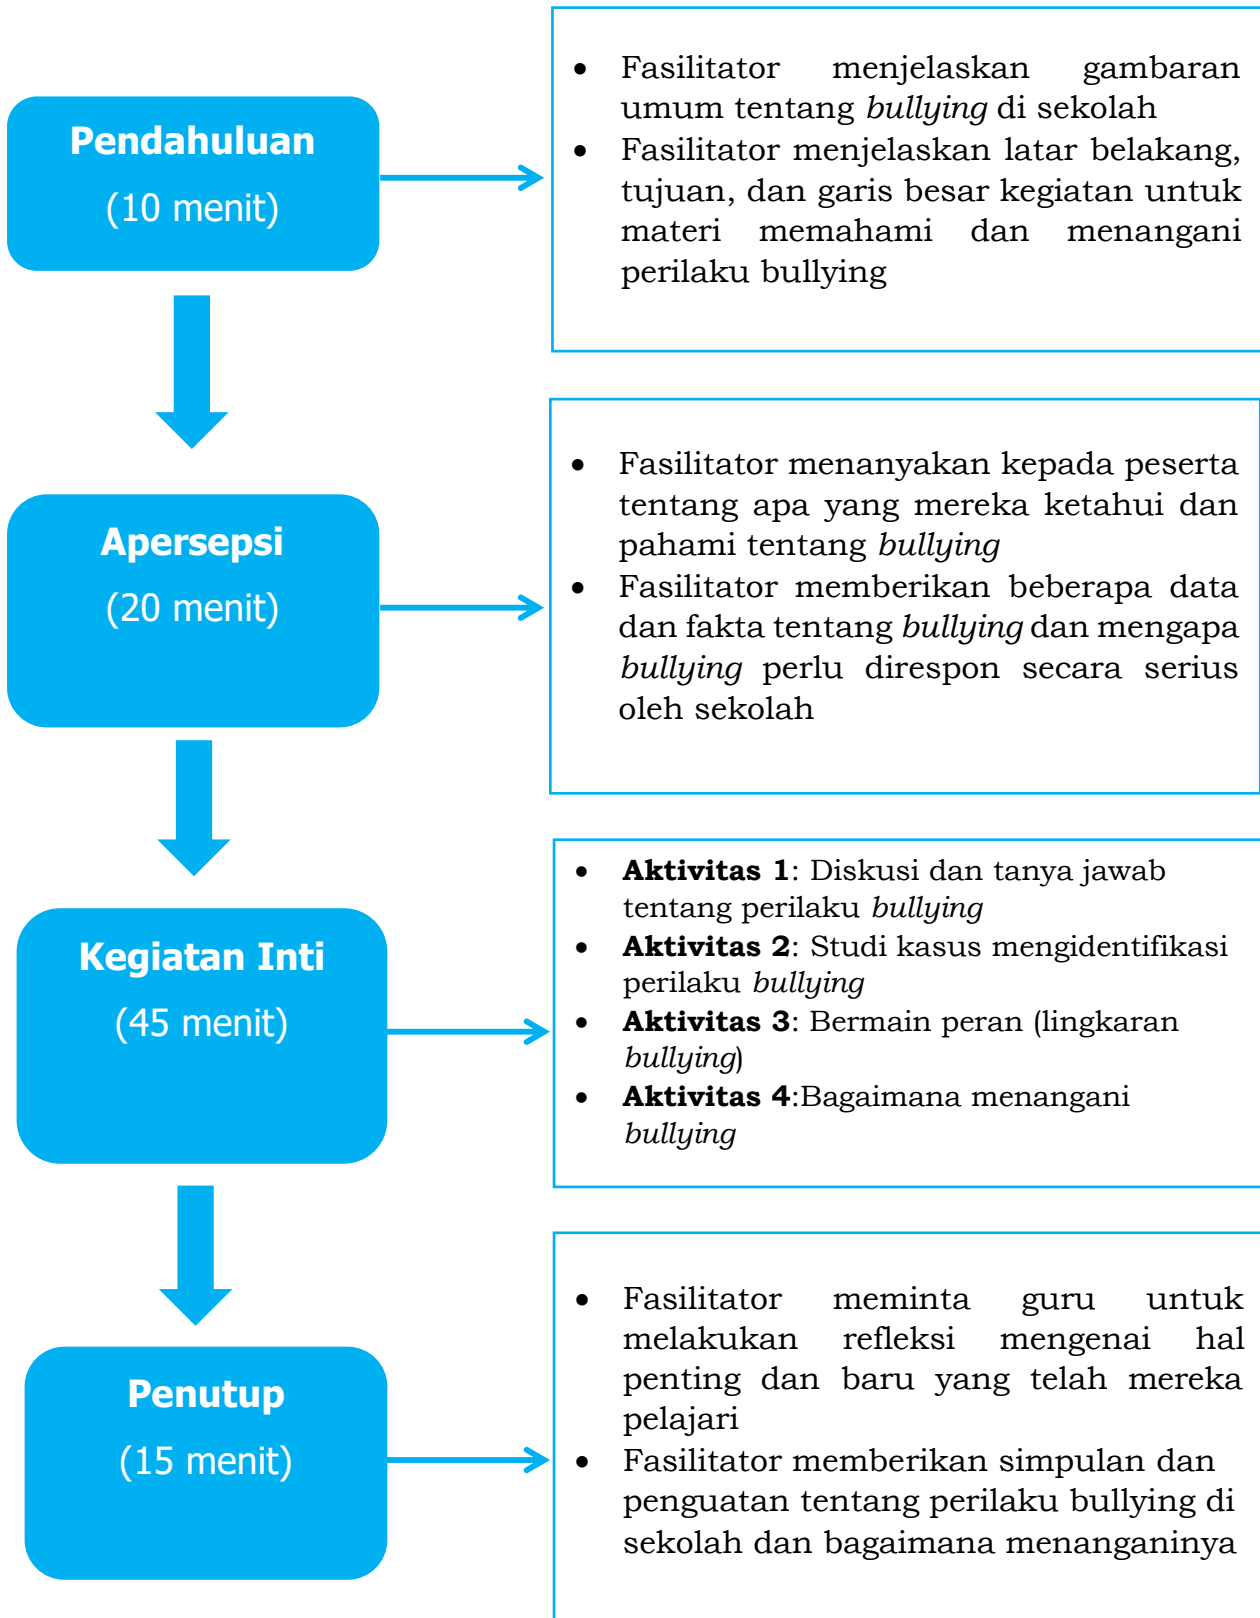 Pendahuluan
(10 menit)
• Fasilitator menjelaskan gambaran
umum tentang bullying di sekolah
• Fasilitator menjelaskan latar belakang,
tujuan, dan garis besar kegiatan untuk
materi memahami dan menangani
perilaku bullying
Apersepsi
(20 menit)
• Fasilitator menanyakan kepada peserta
tentang apa yang mereka ketahui dan
pahami tentang bullying
• Fasilitator memberikan beberapa data
dan fakta tentang bullying dan mengapa
bullying perlu direspon secara serius
oleh sekolah
Kegiatan Inti
(45 menit)
• Aktivitas 1: Diskusi dan tanya jawab
tentang perilaku bullying
• Aktivitas 2: Studi kasus mengidentifikasi
perilaku bullying
• Aktivitas 3: Bermain peran (lingkaran
bullying)
• Aktivitas 4:Bagaimana menangani
bullying
Penutup
(15 menit)
• Fasilitator meminta guru untuk
melakukan refleksi mengenai hal
penting dan baru yang telah mereka
pelajari
• Fasilitator memberikan simpulan dan
penguatan tentang perilaku bullying di
sekolah dan bagaimana menanganinya